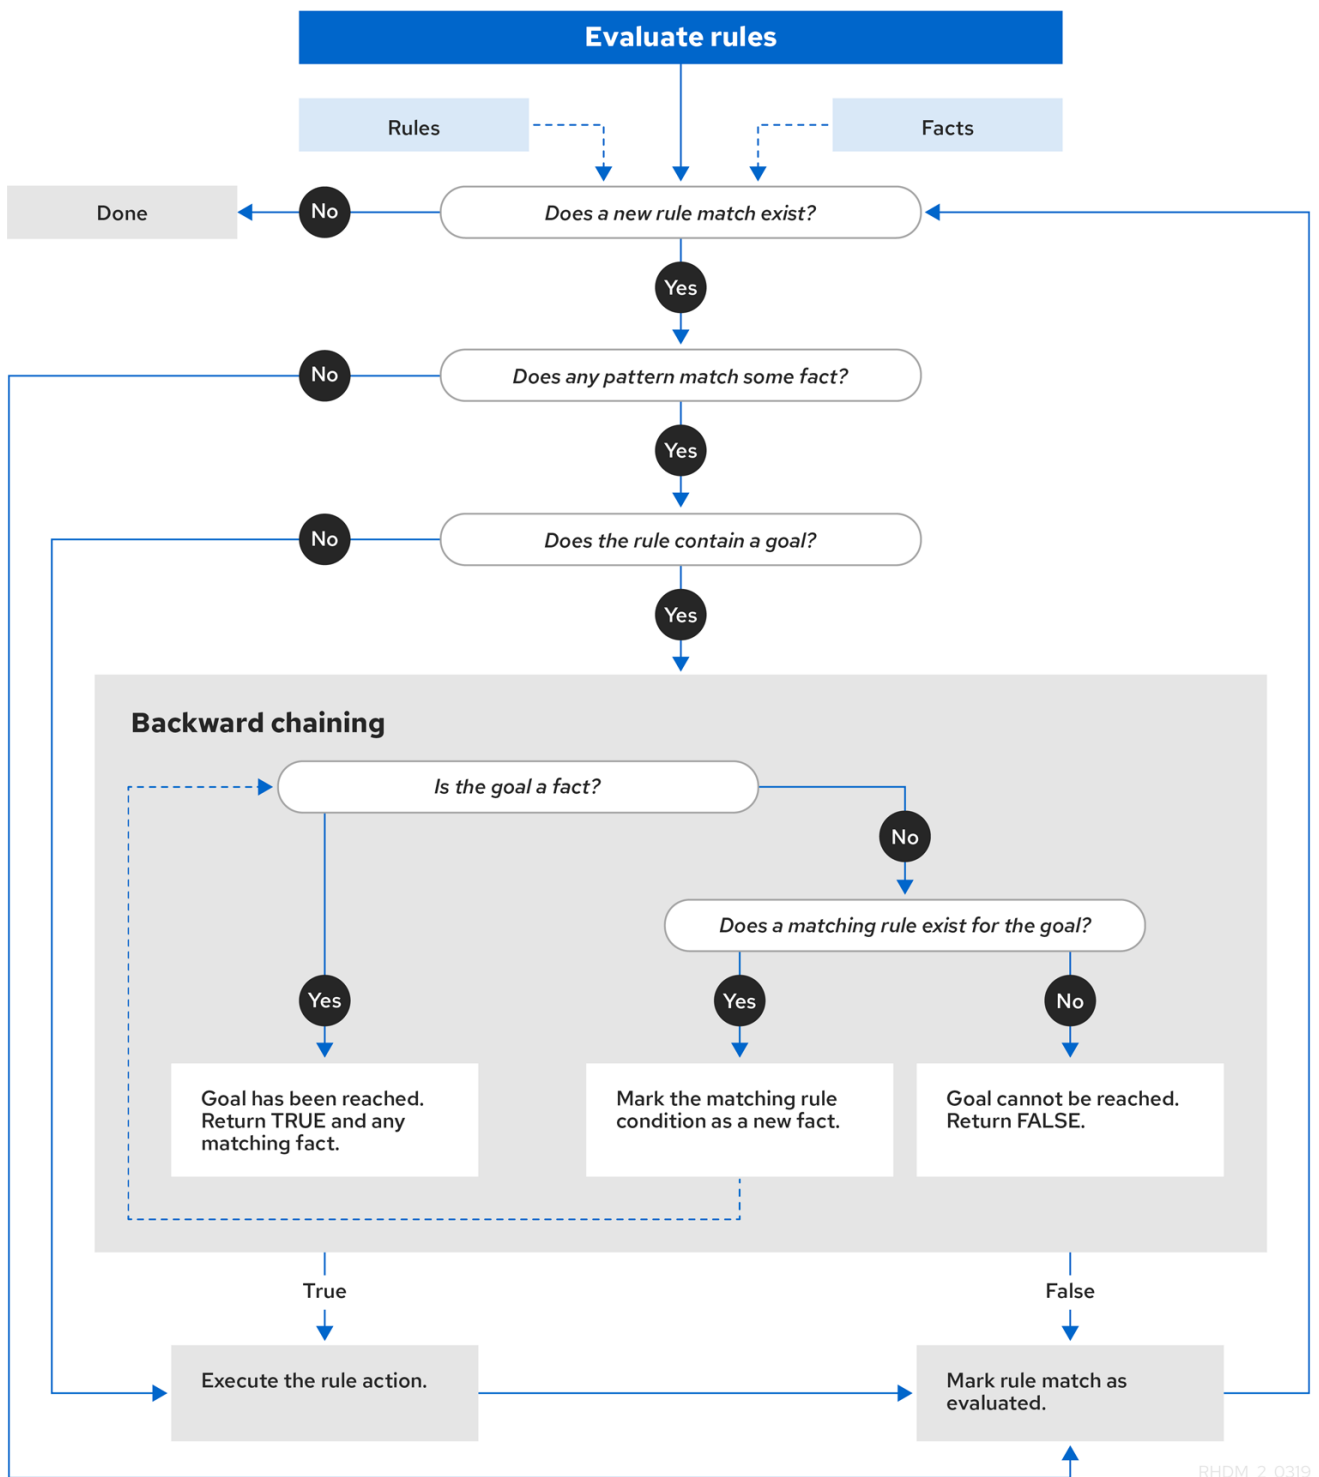 Evaluate rules
Rules
Facts
Done
No
Does a new rule match exist?
Yes
No
Does any pattern match some fact?
Yes
No
Does the rule contain a goal?
Yes
Backward chaining
Is the goal a fact?
No
Does a matching rule exist for the goal?
Yes
Yes
No
Goal has been reached.
Return TRUE and any
matching fact.
Mark the matching rule
condition as a new fact.
Goal cannot be reached.
Return FALSE.
True
False
Execute the rule action.
Mark rule match as
evaluated.
RHDM_2_0319